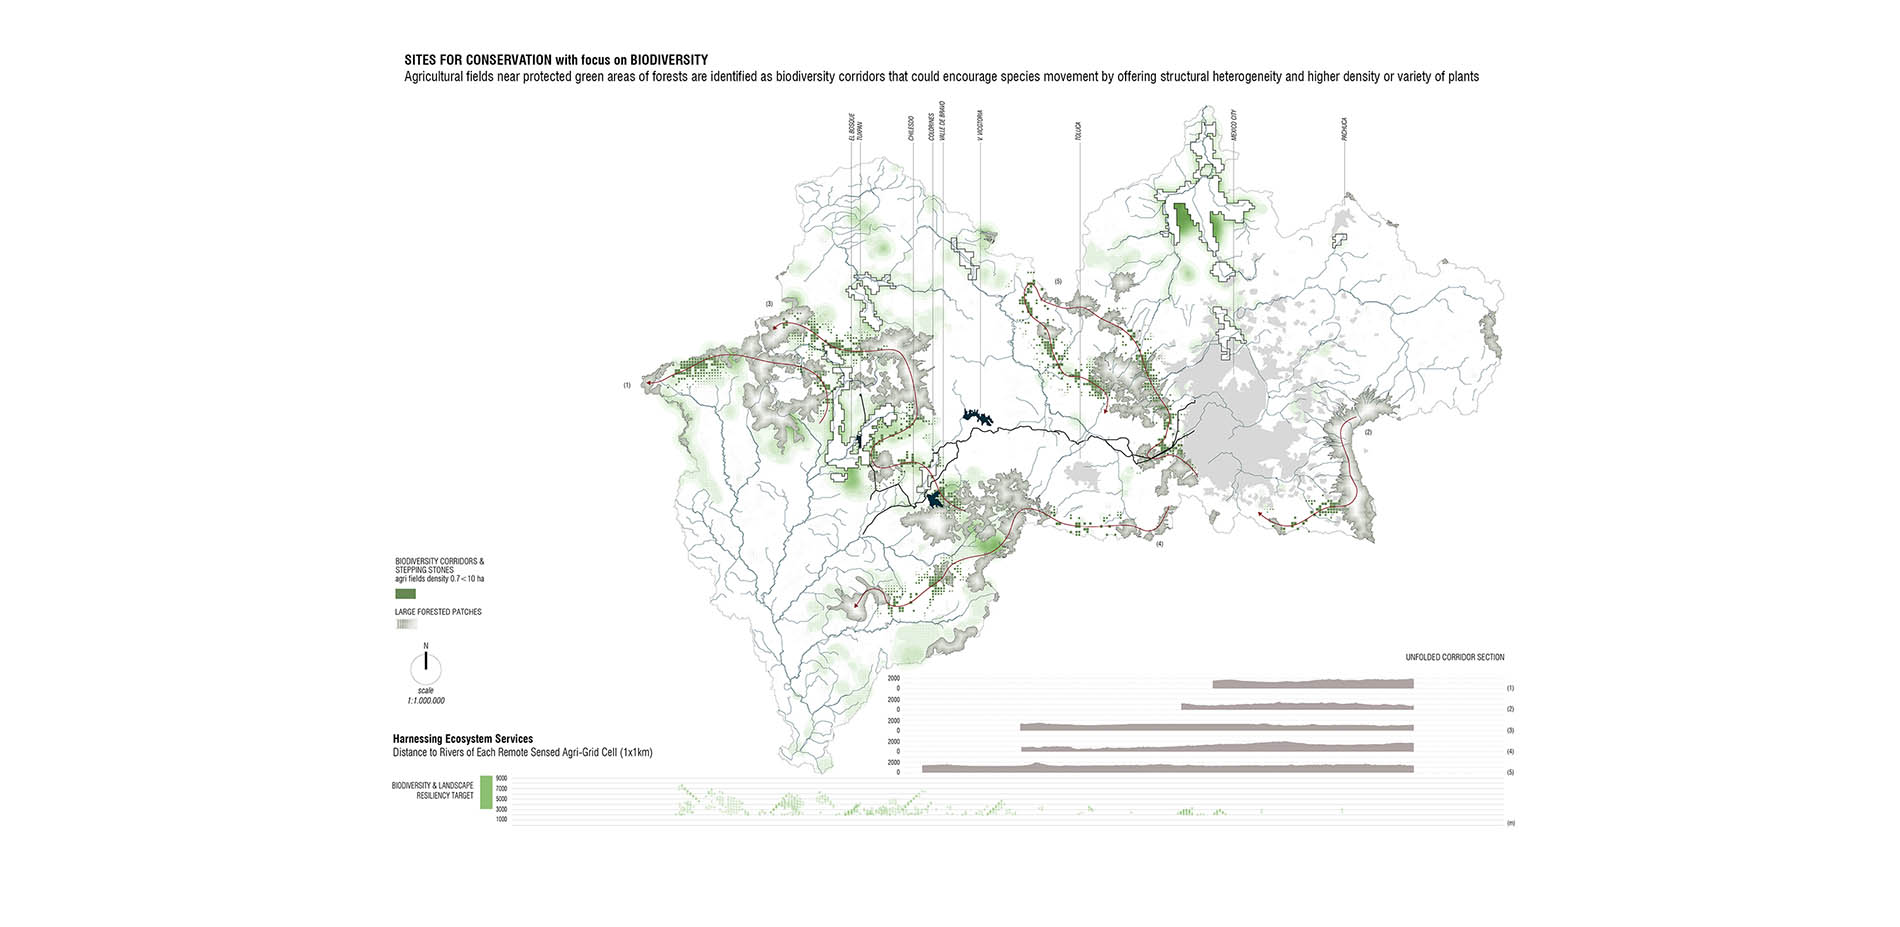 SITES FOR CONSERVATION with focus on BIODIVERSITY
Agricultural fields near protected green areas of forests are identified as biodiversity corridors that could encourage species movement by offering structural heterogeneity and higher density or variety of plants
EL BOSQUE
TUXPAN
CHILESDO
COLORINES
VALLE DE BRAVO
V. VICGTORIA
TOLUCA
MEXICO CITY
PACHUCA
(5)
(3)
(1)
(2)
(4)
BIODIVERSITY CORRIDORS &
STEPPING STONES
agri fields density 0.7<10 ha
LARGE FORESTED PATCHES
N
scale
1:1.000.000
UNFOLDED CORRIDOR SECTION
2000
0
(1)
2000
0
(2)
2000
0
(3)
2000
0
(4)
2000
0
(5)
Harnessing Ecosystem Services
Distance to Rivers of Each Remote Sensed Agri-Grid Cell (1x1km)
BIODIVERSITY & LANDSCAPE
RESILIENCY TARGET
9000
7000
5000
3000
1000
(m)